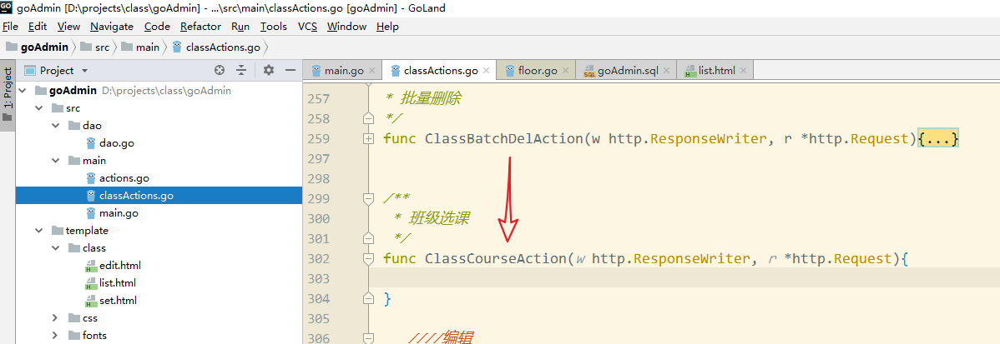 GO goAdmin [D:\projects\class\goAdmin] - ...\src\main\classActions.go [goAdmin] - GoLand
File Edit View Navigate Code Refactor Run Tools VCS Window Help
goAdmin src main classActions.go
1: Project
Project
main.go classActions.go floor.go goAdmin.sql list.html
goAdmin D:\projects\class\goAdmin
src
dao
dao.go
main
actions.go
classActions.go
main.go
template
class
edit.html
list.html
set.html
css
fonts
257 * 批量删除
258 */
259 func ClassBatchDelAction(w http.ResponseWriter, r *http.Request){...}
297
298
299 /**
300 * 班级选课
301 */
302 func ClassCourseAction(w http.ResponseWriter, r *http.Request){
303
304 }
305
306 ////编辑